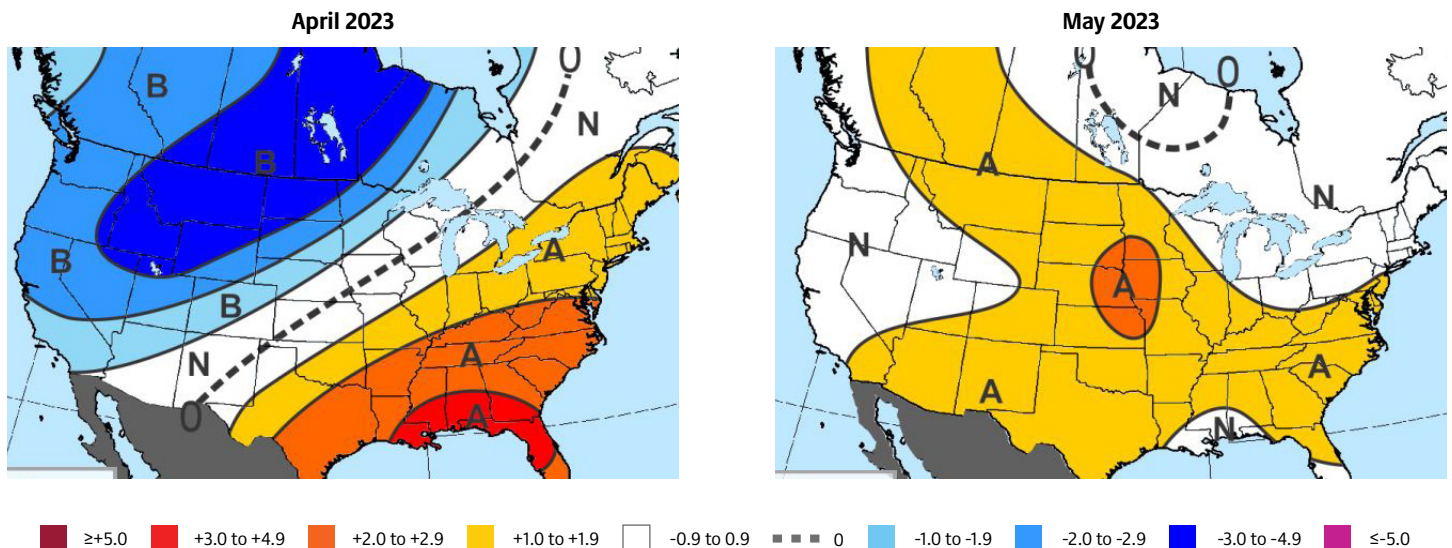 April 2023
May 2023
0
B
N
B
B
A
B
N
A
0
A
0
0
N
A
N
N
A
A
A
N
≥+5.0
+3.0 to +4.9
+2.0 to +2.9
+1.0 to +1.9
-0.9 to 0.9
0
-1.0 to -1.9
-2.0 to -2.9
-3.0 to -4.9
≤-5.0